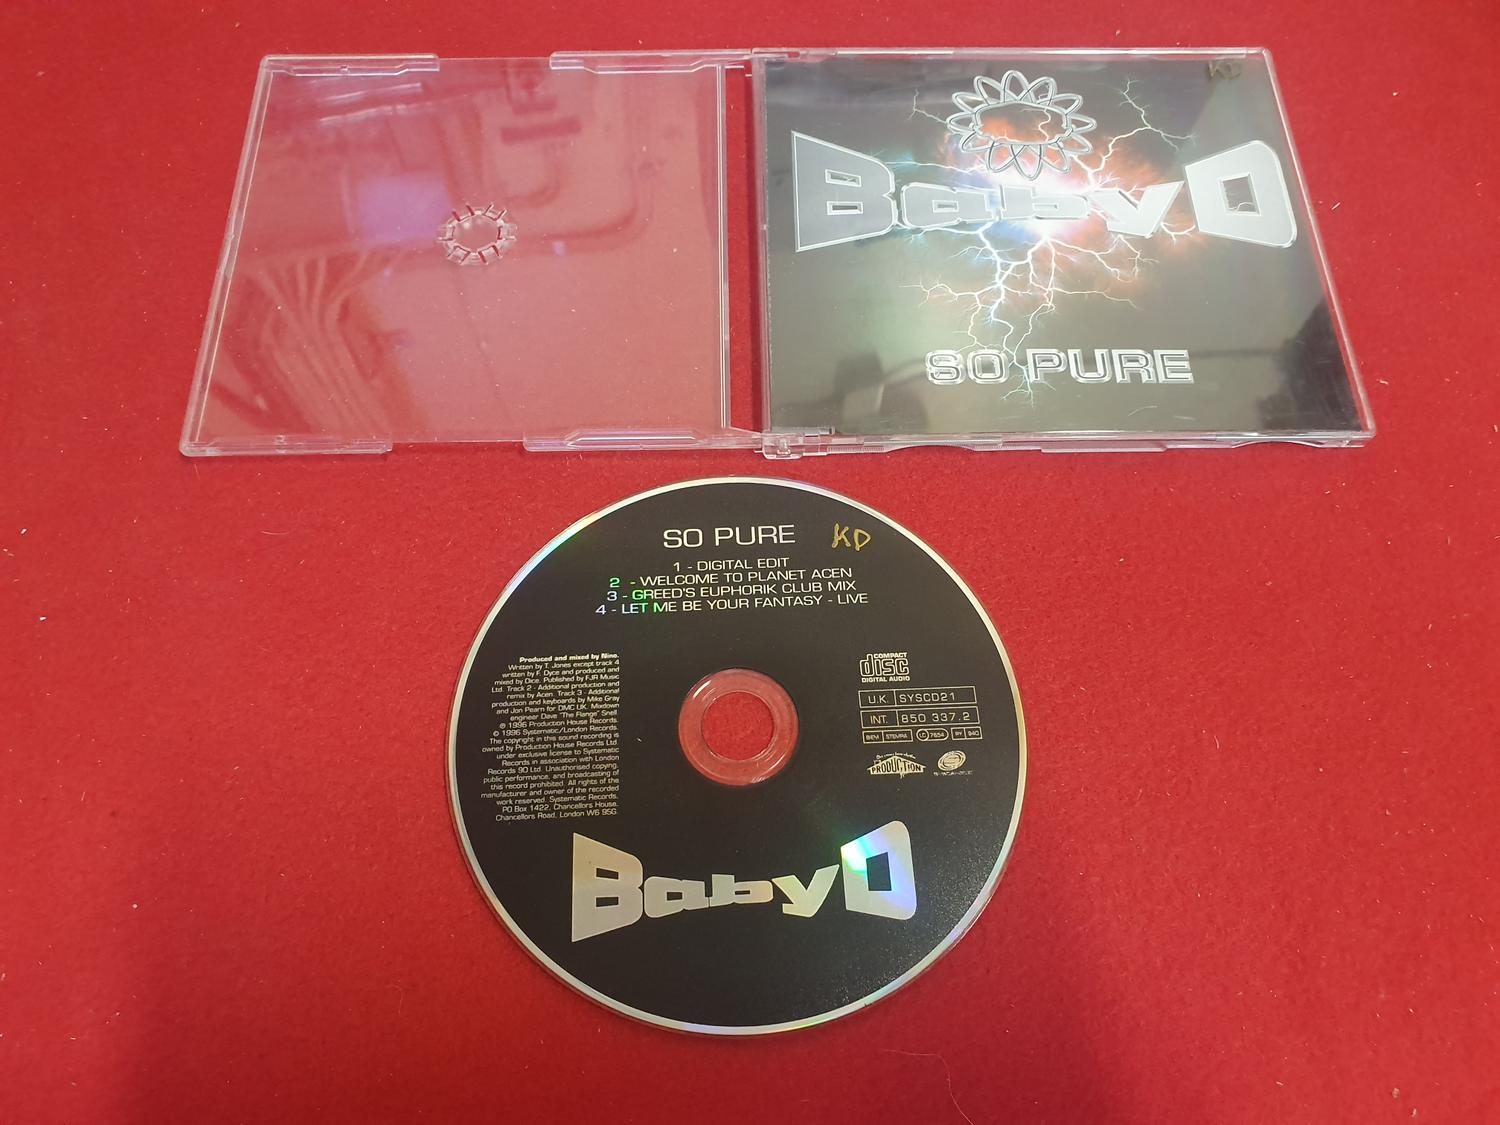 KD
Baby D
SO PURE
SO PURE KD
1 - DIGITAL EDIT
2 - WELCOME TO PLANET ACEN
3 - GREED'S EUPHORIK CLUB MIX
4 - LET ME BE YOUR FANTASY - LIVE
Produced and mixed by Nino.
Written by T. Jones except track 4
written by F. Dyce and produced and
mixed by Dice. Published by FJR Music
Ltd. Track 2 - Additional production and
remix by Acen. Track 3 - Additional
production and keyboards by Mike Gray
and Jon Pearn for DMC UK. Mixdown
engineer Dave "The Flange" Snell
℗ 1996 Production House Records.
© 1996 Systematic/London Records.
The copyright in this sound recording is
owned by Production House Records Ltd.
under exclusive license to Systematic
Records in association with London
Records 90 Ltd. Unauthorised copying,
public performance, and broadcasting of
this record prohibited. All rights of the
manufacturer and owner of the recorded
work reserved. Systematic Records.
PO Box 1422, Chancellors House,
Chancellors Road, London W6 9SG.
COMPACT
disc
DIGITAL AUDIO
U.K. SYSCD21
INT. 850 337.2
BIEM STEMRA LC 7654 PY 940
PRODUCTION
Baby D